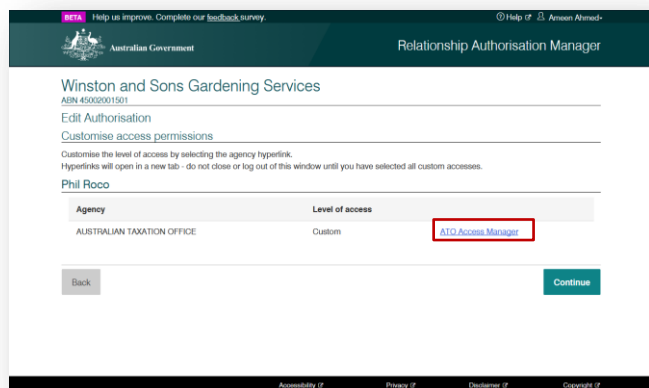 BETA Help us improve. Complete our feedback survey. Help Ameen Ahmed
Australian Government Relationship Authorisation Manager
Winston and Sons Gardening Services
ABN 45002001501
Edit Authorisation
Customise access permissions
Customise the level of access by selecting the agency hyperlink.
Hyperlinks will open in a new tab - do not close or log out of this window until you have selected all custom accesses.
Phil Roco
Agency Level of access
AUSTRALIAN TAXATION OFFICE Custom ATO Access Manager
Back Continue
Accessibility Privacy Disclaimer Copyright